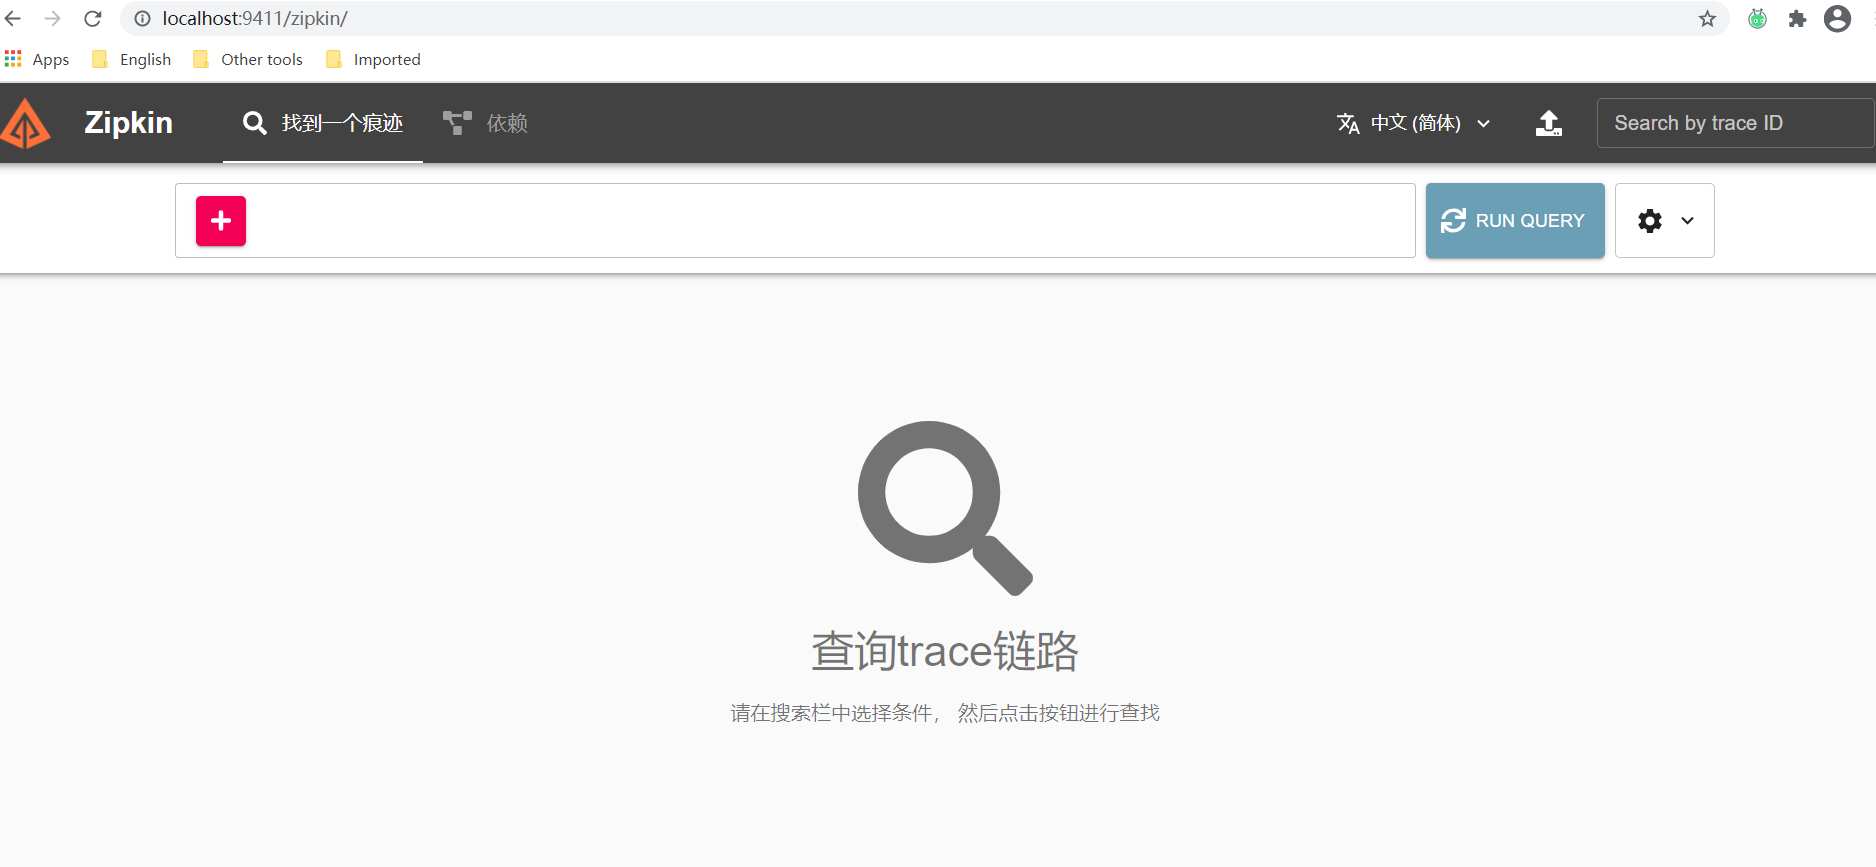 localhost:9411/zipkin/
Apps English Other tools Imported
Zipkin 找到一个痕迹 依赖 中文 (简体) Search by trace ID
RUN QUERY
查询trace链路
请在搜索栏中选择条件， 然后点击按钮进行查找